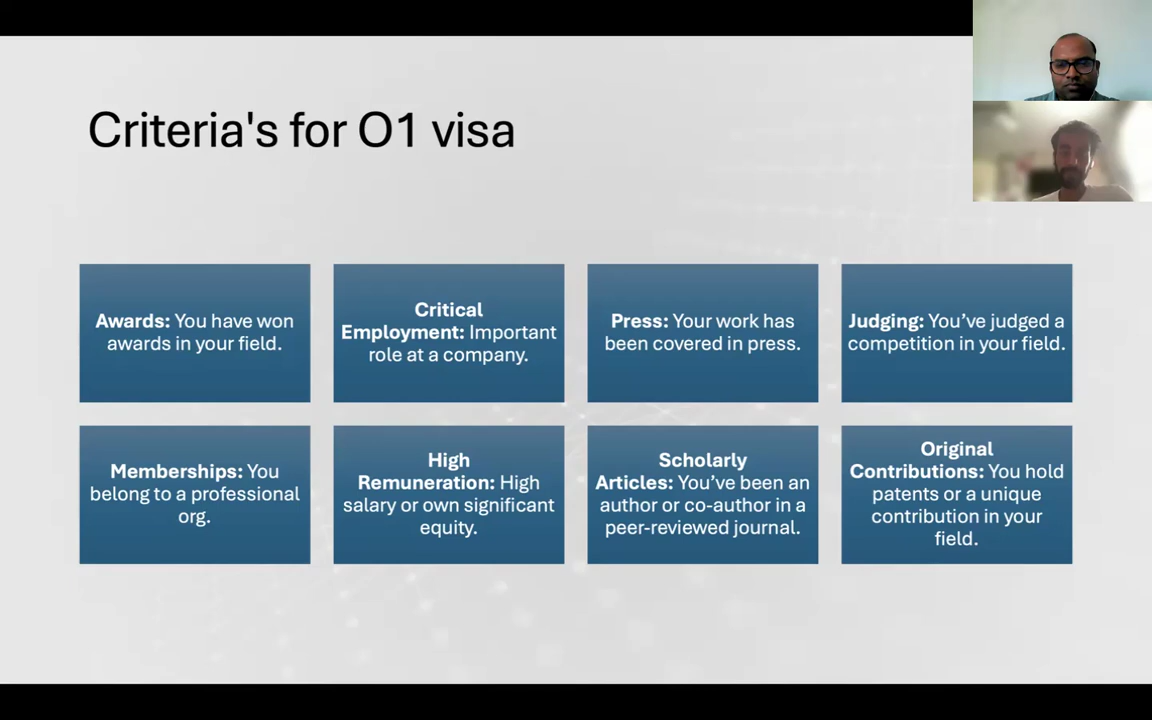 Criteria's for O1 visa
Awards: You have won
awards in your field.
Critical
Employment: Important
role at a company.
Press: Your work has
been covered in press.
Judging: You've judged a
competition in your field.
Memberships: You
belong to a professional
org.
High
Remuneration: High
salary or own significant
equity.
Scholarly
Articles: You've been an
author or co-author in a
peer-reviewed journal.
Original
Contributions: You hold
patents or a unique
contribution in your
field.